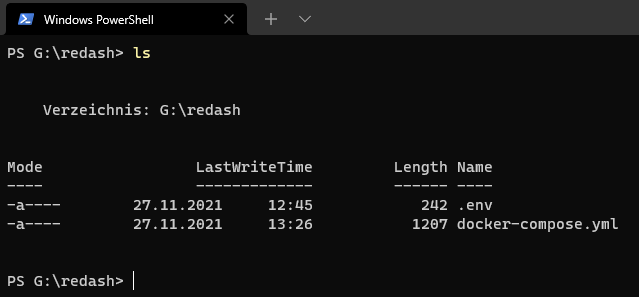 Windows PowerShell
PS G:\redash> ls
Verzeichnis: G:\redash
Mode LastWriteTime Length Name
---- ------------- ------ ----
-a---- 27.11.2021 12:45 242 .env
-a---- 27.11.2021 13:26 1207 docker-compose.yml
PS G:\redash>